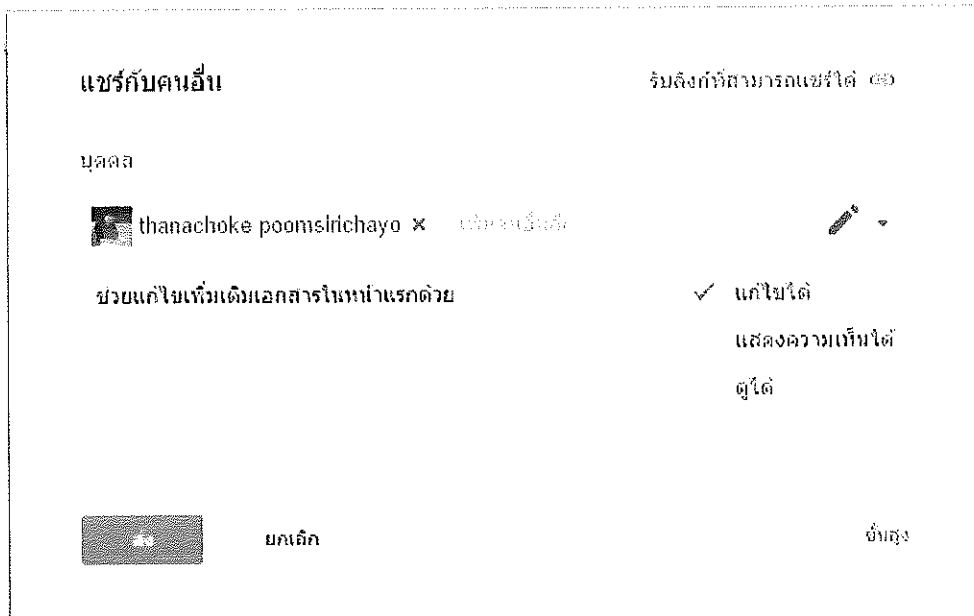 แชร์กับคนอื่น
รับลิงก์ที่สามารถแชร์ได้
บุคคล
thanachoke poomsirichayo ×
ช่วยแก้ไขเพิ่มเติมเอกสารในหน้าแรกด้วย
✓ แก้ไขได้
แสดงความเห็นได้
ดูได้
ส่ง
ยกเลิก
ขั้นสูง